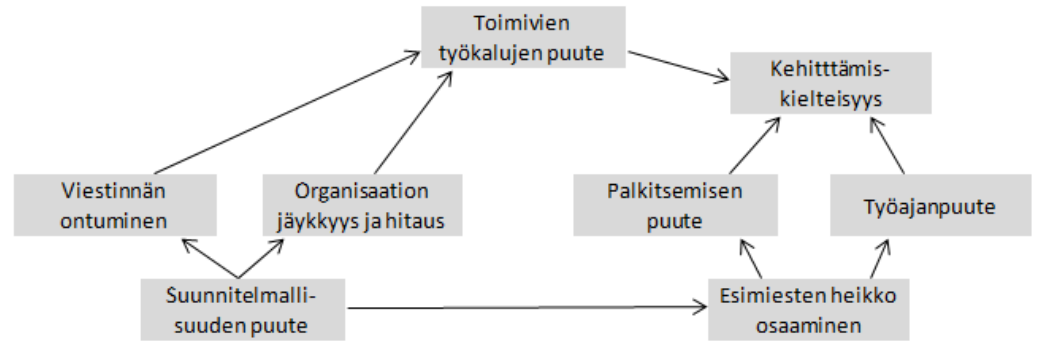 Toimivien
työkalujen puute
Kehitttämis-
kielteisyys
Viestinnän
ontuminen
Organisaation
jäykkyys ja hitaus
Palkitsemisen
puute
Työajanpuute
Suunnitelmalli-
suuden puute
Esimiesten heikko
osaaminen